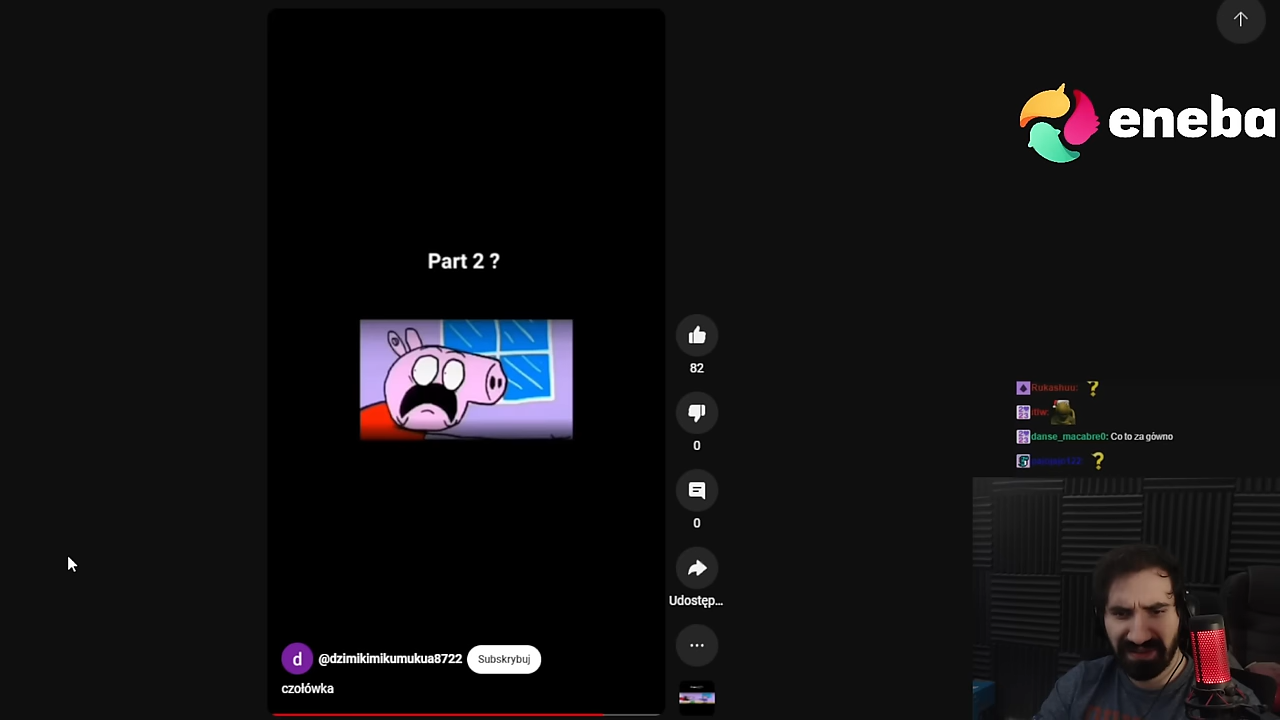 eneba
Part 2 ?
82
Rukashuu:
danse_macabre0: Co to za gówno
0
0
Udostęp...
d @dzimikimikumukua8722 Subskrybuj
czołówka